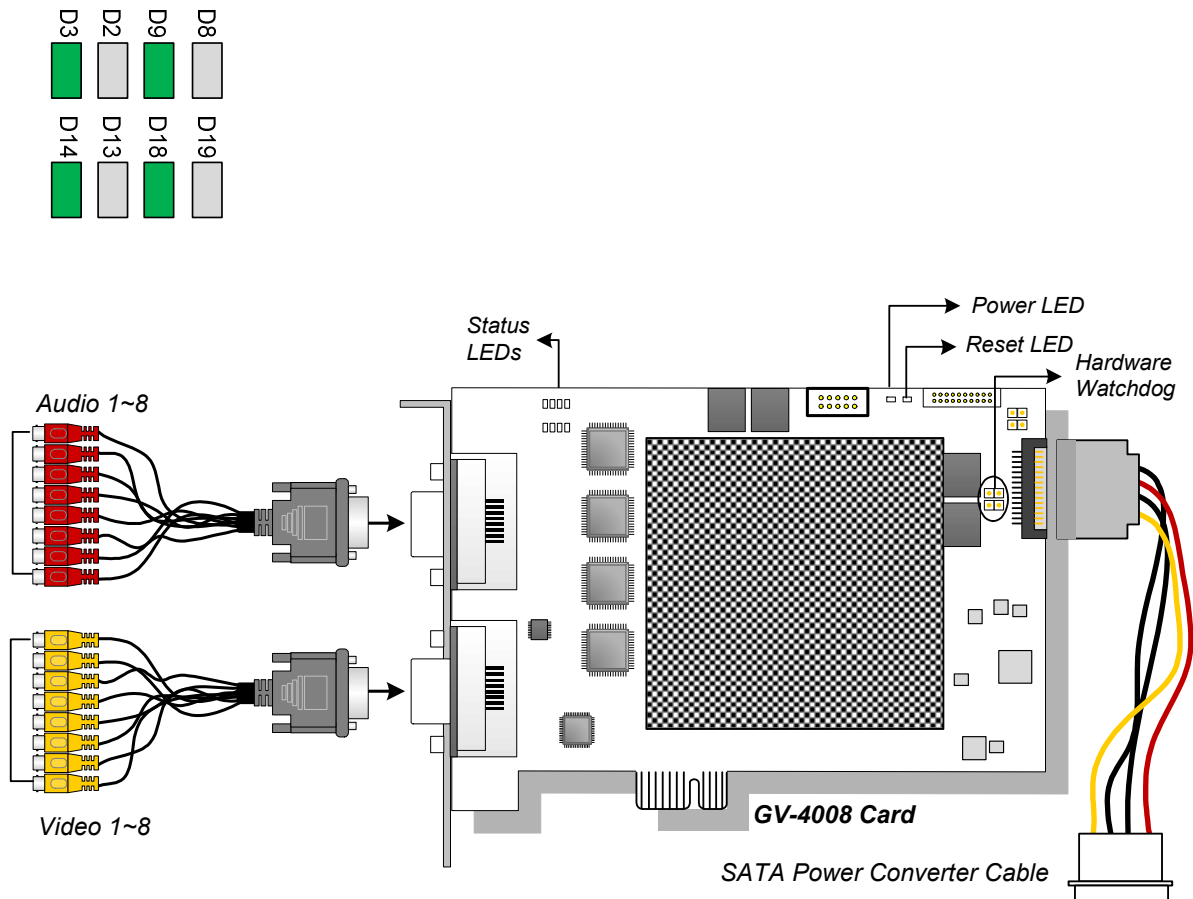 D3 D2 D9 D8
D14 D13 D18 D19
Power LED
Status
LEDs
Reset LED
Hardware
Watchdog
Audio 1~8
Video 1~8
GV-4008 Card
SATA Power Converter Cable